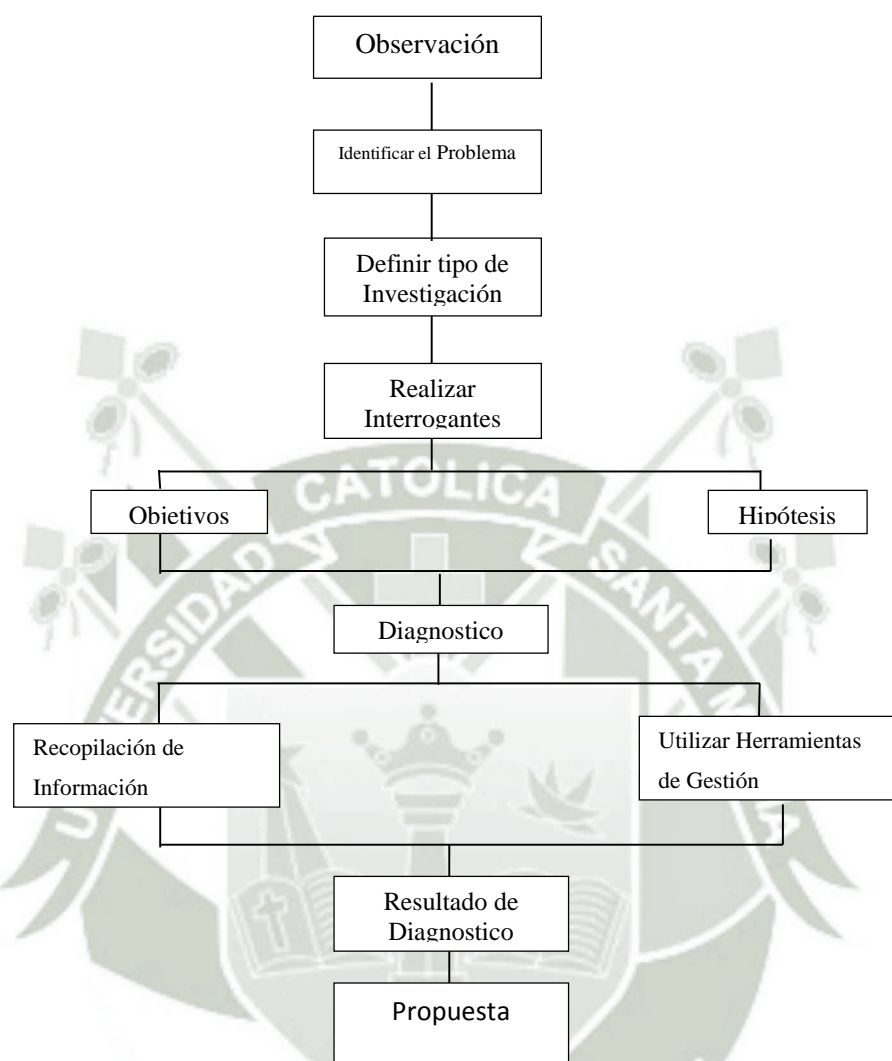 Observación
Identificar el Problema
Definir tipo de
Investigación
Realizar
Interrogantes
CATOLICA
Objetivos
Hipótesis
UNIVERSIDAD
SANTA M
A
Diagnostico
Recopilación de
Información
Utilizar Herramientas
de Gestión
Resultado de
Diagnostico
Propuesta